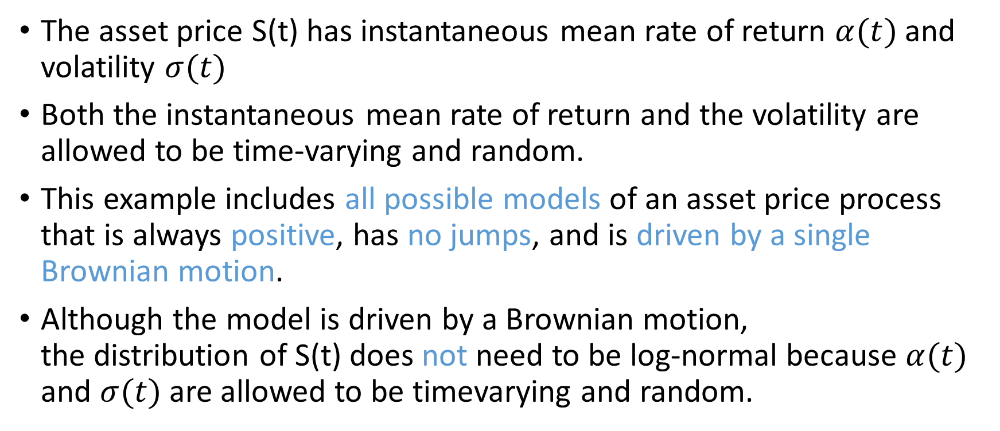 • The asset price S(t) has instantaneous mean rate of return α(t) and
volatility σ(t)
• Both the instantaneous mean rate of return and the volatility are
allowed to be time-varying and random.
• This example includes all possible models of an asset price process
that is always positive, has no jumps, and is driven by a single
Brownian motion.
• Although the model is driven by a Brownian motion,
the distribution of S(t) does not need to be log-normal because α(t)
and σ(t) are allowed to be timevarying and random.